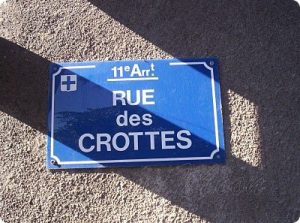 11e Arrt
RUE
des
CROTTES